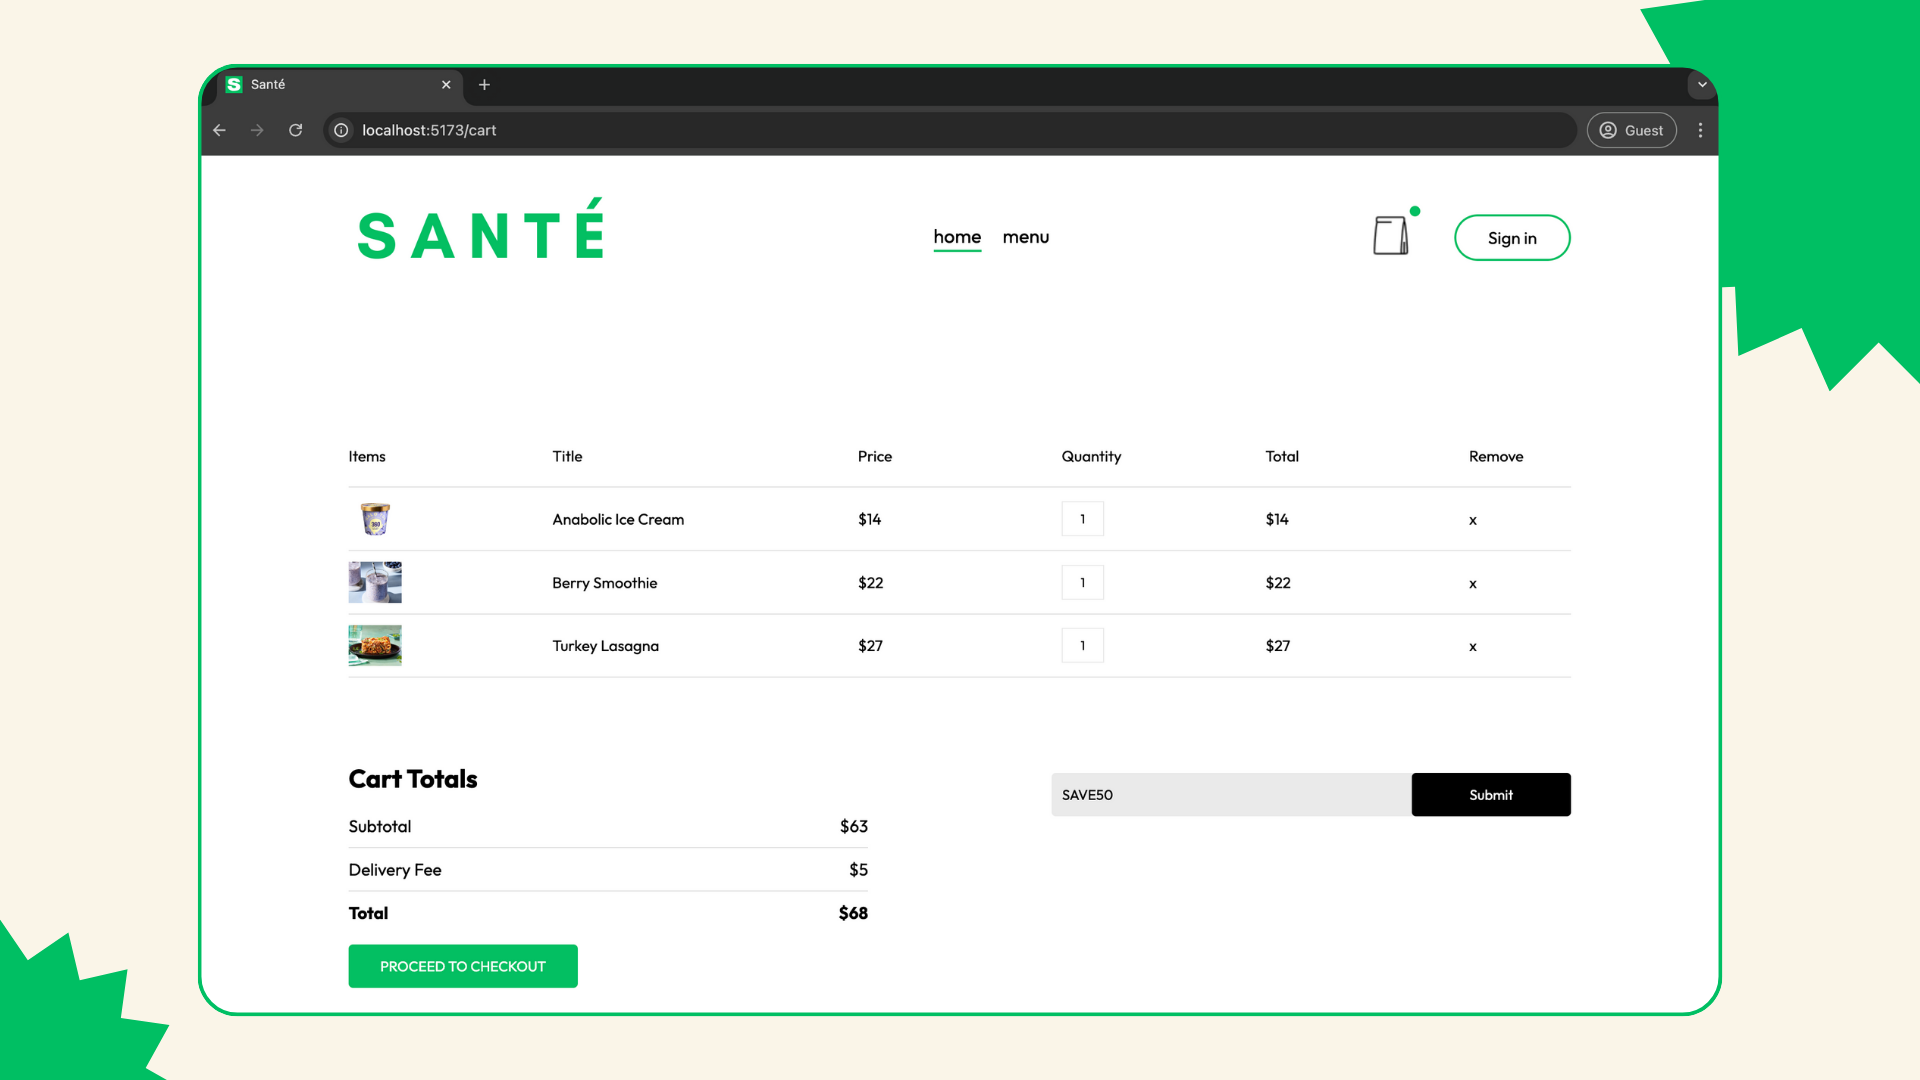 S Santé
localhost:5173/cart
Guest
SANTÉ
home menu
Sign in
Items Title Price Quantity Total Remove
360
Anabolic Ice Cream $14 1 $14 x
Berry Smoothie $22 1 $22 x
Turkey Lasagna $27 1 $27 x
Cart Totals
Subtotal $63
Delivery Fee $5
Total $68
PROCEED TO CHECKOUT
SAVE50 Submit